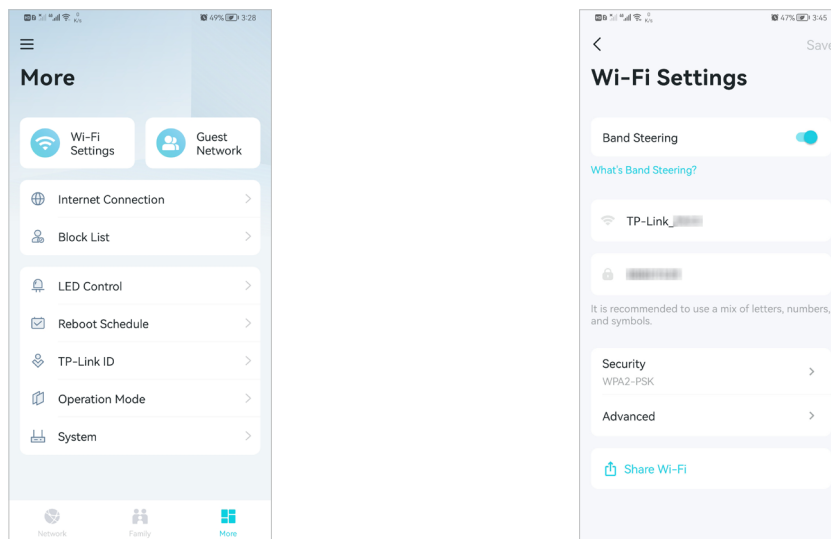 49% 3:28
More
Wi-Fi
Settings
Guest
Network
Internet Connection
Block List
LED Control
Reboot Schedule
TP-Link ID
Operation Mode
System
Network
Family
More
47% 3:45
Save
Wi-Fi Settings
Band Steering
What's Band Steering?
TP-Link_
It is recommended to use a mix of letters, numbers,
and symbols.
Security
WPA2-PSK
Advanced
Share Wi-Fi